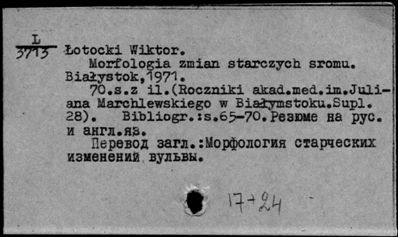 L
3713
Łotocki Wiktor.
Morfologia zmian starczych sromu.
Białystok,1971.
70.s.z il.(Roczniki akad.med.im.Juli-
ana Marchlewskiego w Białymstoku.Supl.
28). Bibliogr.:s.65-70.Резюме на рус.
и англ.яз.
Перевод загл.:Морфология старческих
изменений вульвы.
17+24